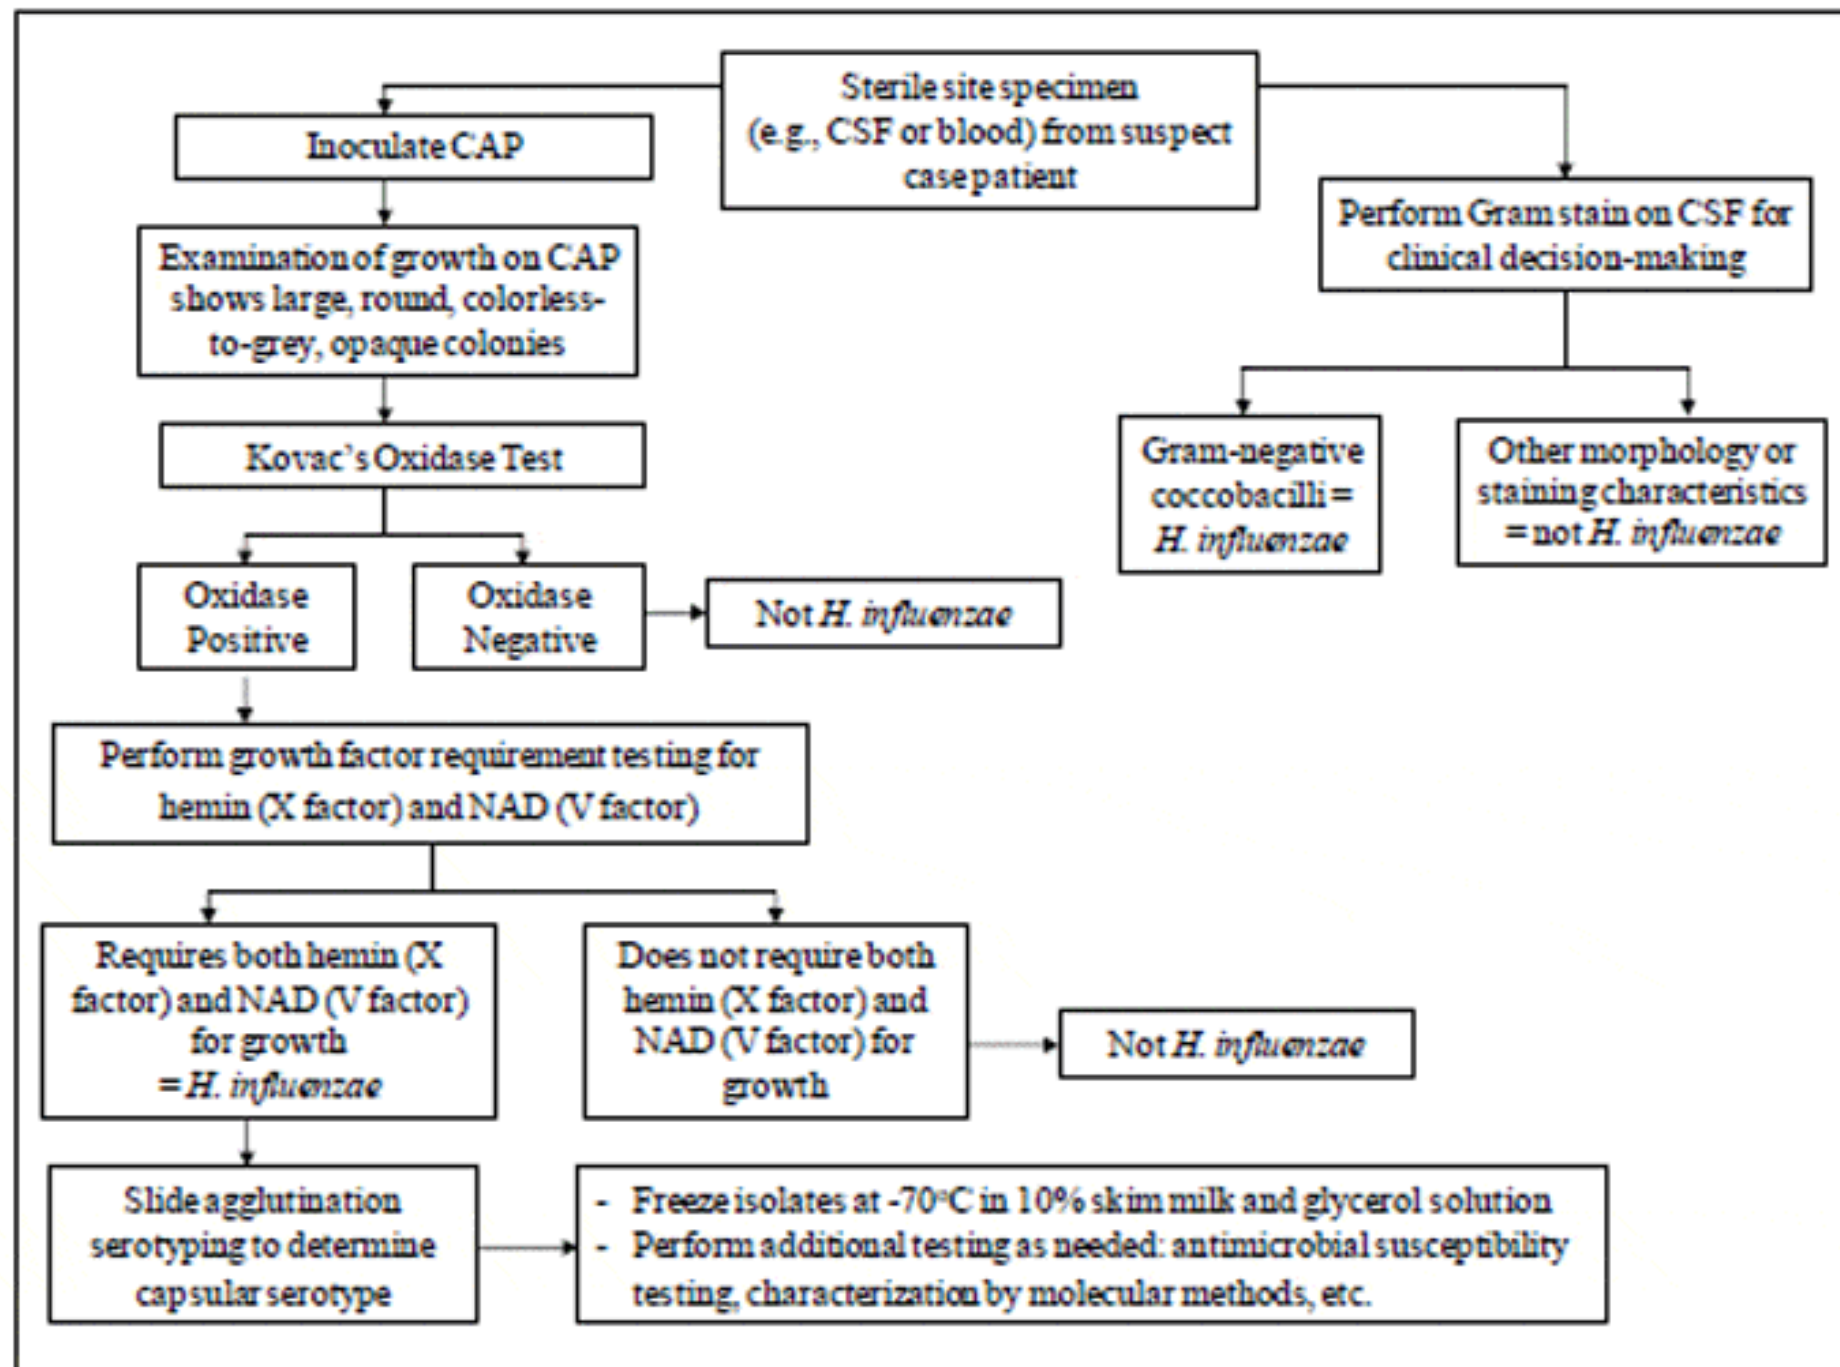 Sterile site specimen
(e.g., CSF or blood) from suspect
case patient
Inoculate CAP
Perform Gram stain on CSF for
clinical decision-making
Examination of growth on CAP
shows large, round, colorless-
to-grey, opaque colonies
Kovac's Oxidase Test
Gram-negative
coccobacilli =
H. influenzae
Other morphology or
staining characteristics
= not H. influenzae
Oxidase
Positive
Oxidase
Negative
Not H. influenzae
Perform growth factor requirement testing for
hemin (X factor) and NAD (V factor)
Requires both hemin (X
factor) and NAD (V factor)
for growth
= H. influenzae
Does not require both
hemin (X factor) and
NAD (V factor) for
growth
Not H. influenzae
Slide agglutination
serotyping to determine
capsular serotype
- Freeze isolates at -70°C in 10% skim milk and glycerol solution
- Perform additional testing as needed: antimicrobial susceptibility
testing, characterization by molecular methods, etc.